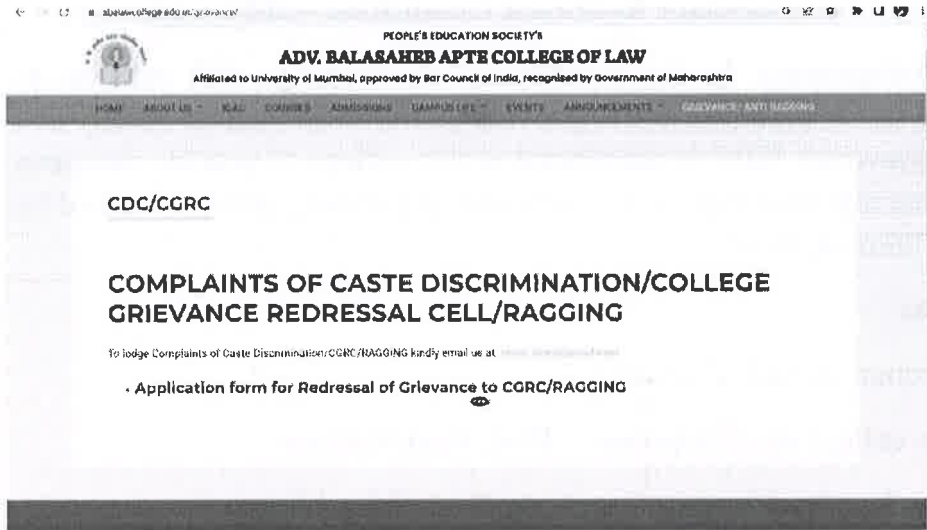 PEOPLE'S EDUCATION SOCIETY'S
ADV. BALASAHEB APTE COLLEGE OF LAW
Affiliated to University of Mumbai, approved by Bar Council of India, recognised by Government of Maharashtra
HOME ABOUT US IQAC COURSES ADMISSIONS CAMPUS LIFE EVENTS ANNOUNCEMENTS GRIEVANCE / ANTI RAGGING
CDC/CGRC
COMPLAINTS OF CASTE DISCRIMINATION/COLLEGE
GRIEVANCE REDRESSAL CELL/RAGGING
To lodge Complaints of Caste Discrimination/CGRC/RAGGING kindly email us at
• Application form for Redressal of Grievance to CGRC/RAGGING